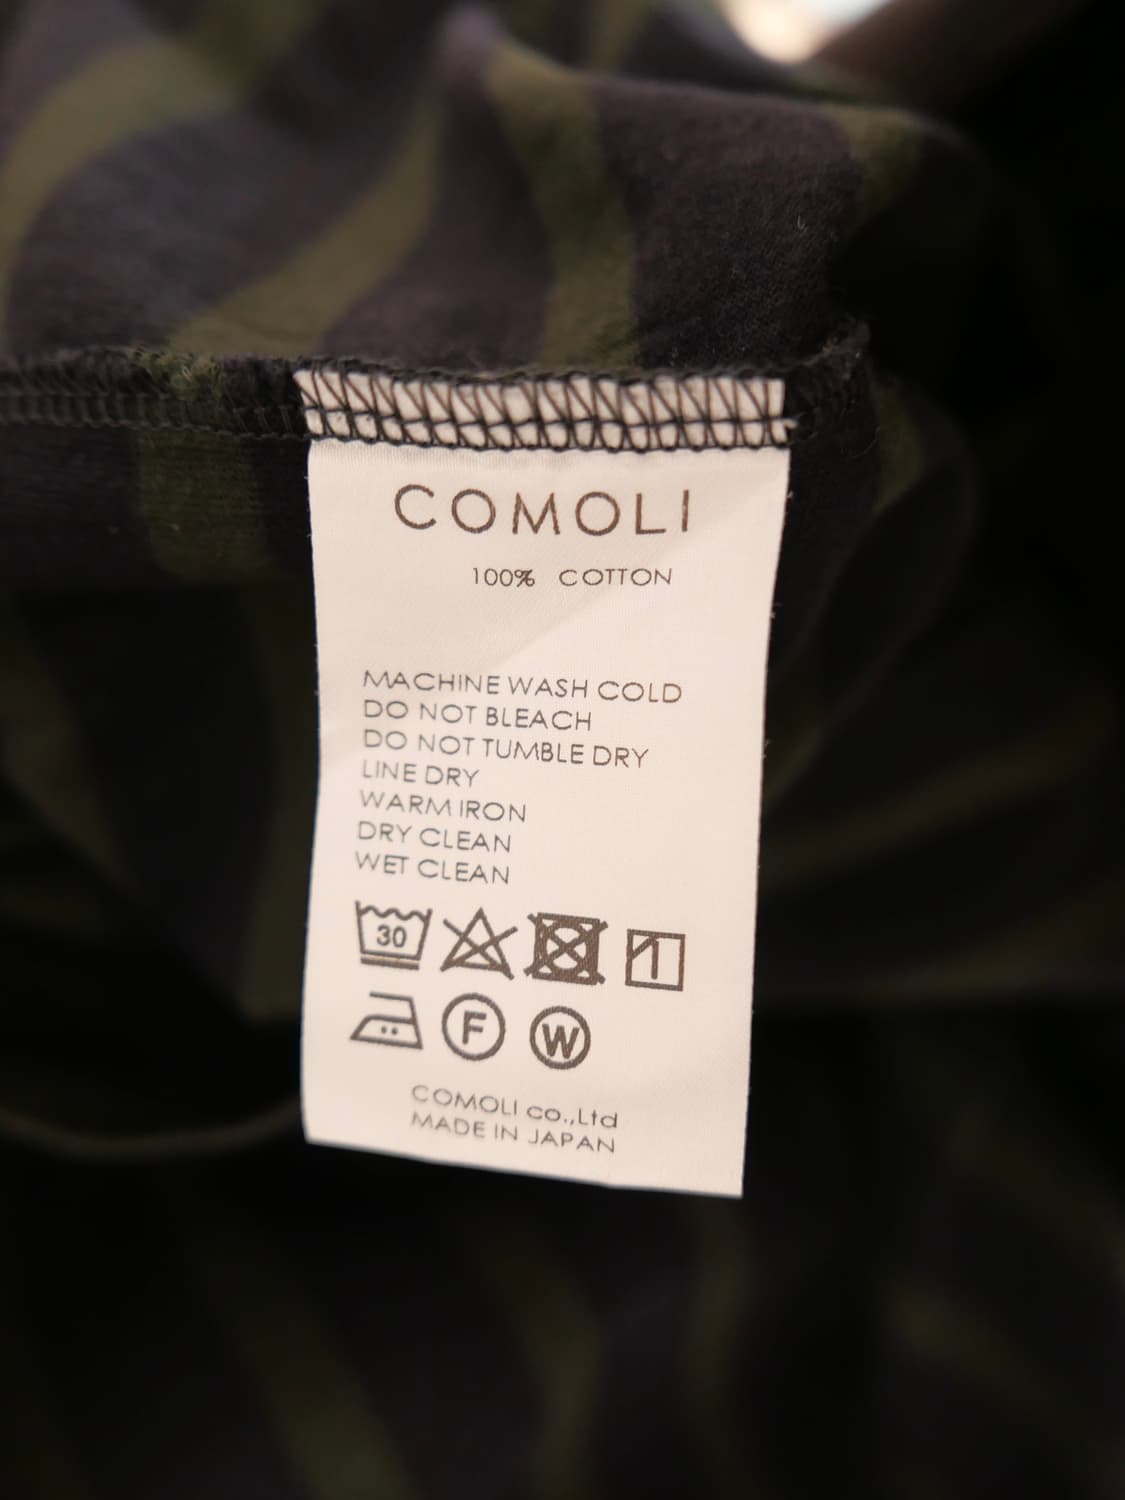 COMOLI
100% COTTON
MACHINE WASH COLD
DO NOT BLEACH
DO NOT TUMBLE DRY
LINE DRY
WARM IRON
DRY CLEAN
WET CLEAN
30
F W
COMOLI co.,Ltd
MADE IN JAPAN